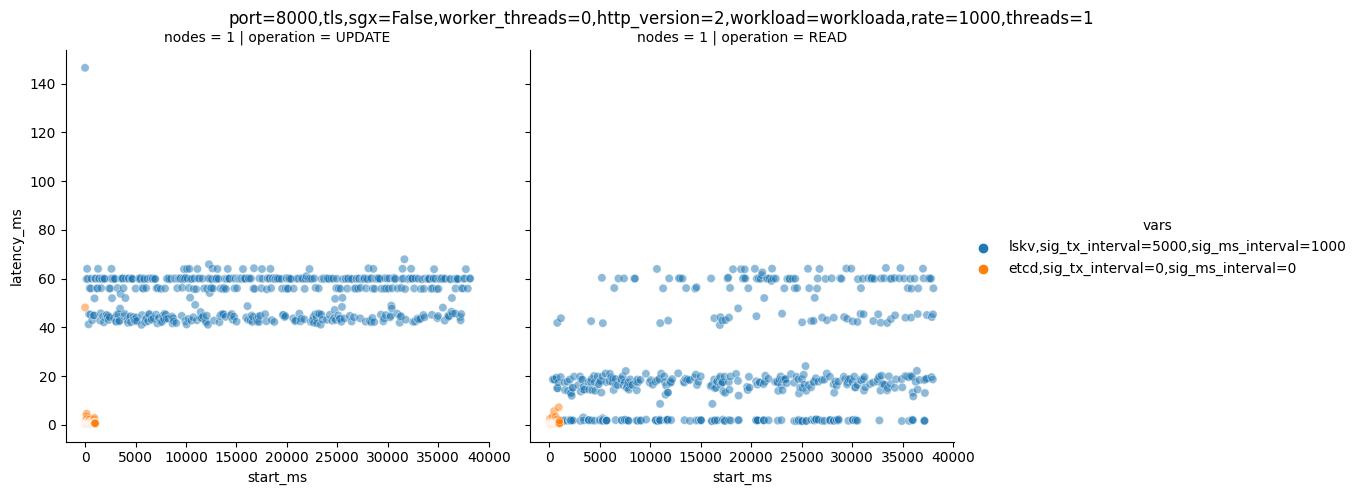 port=8000,tls,sgx=False,worker_threads=0,http_version=2,workload=workloada,rate=1000,threads=1
nodes = 1 | operation = UPDATE
nodes = 1 | operation = READ
latency_ms
140
120
100
80
60
40
20
0
0 5000 10000 15000 20000 25000 30000 35000 40000
start_ms
0 5000 10000 15000 20000 25000 30000 35000 40000
start_ms
vars
lskv,sig_tx_interval=5000,sig_ms_interval=1000
etcd,sig_tx_interval=0,sig_ms_interval=0